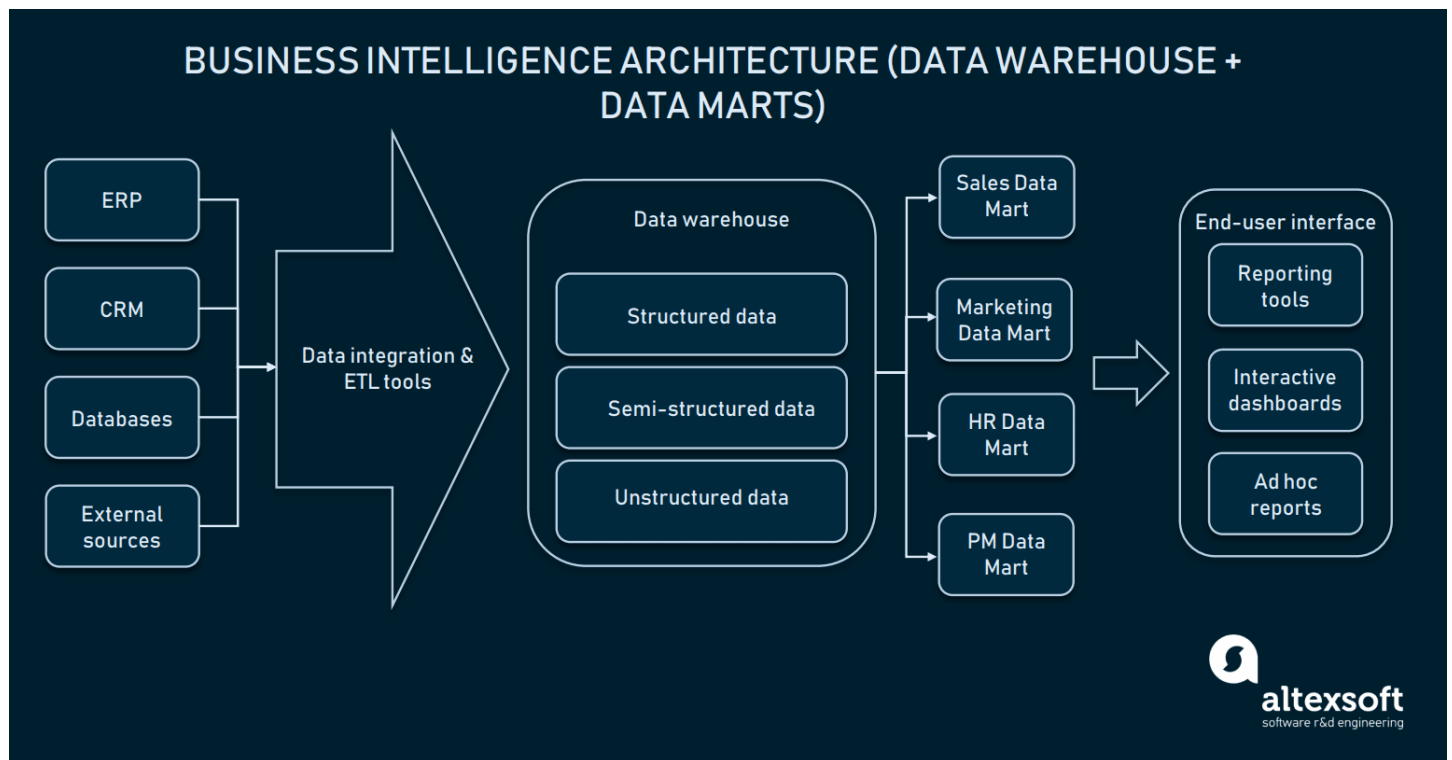 BUSINESS INTELLIGENCE ARCHITECTURE (DATA WAREHOUSE +
DATA MARTS)
ERP
CRM
Databases
External
sources
Data integration &
ETL tools
Data warehouse
Structured data
Semi-structured data
Unstructured data
Sales Data
Mart
Marketing
Data Mart
HR Data
Mart
PM Data
Mart
End-user interface
Reporting
tools
Interactive
dashboards
Ad hoc
reports
altexsoft
software r&d engineering